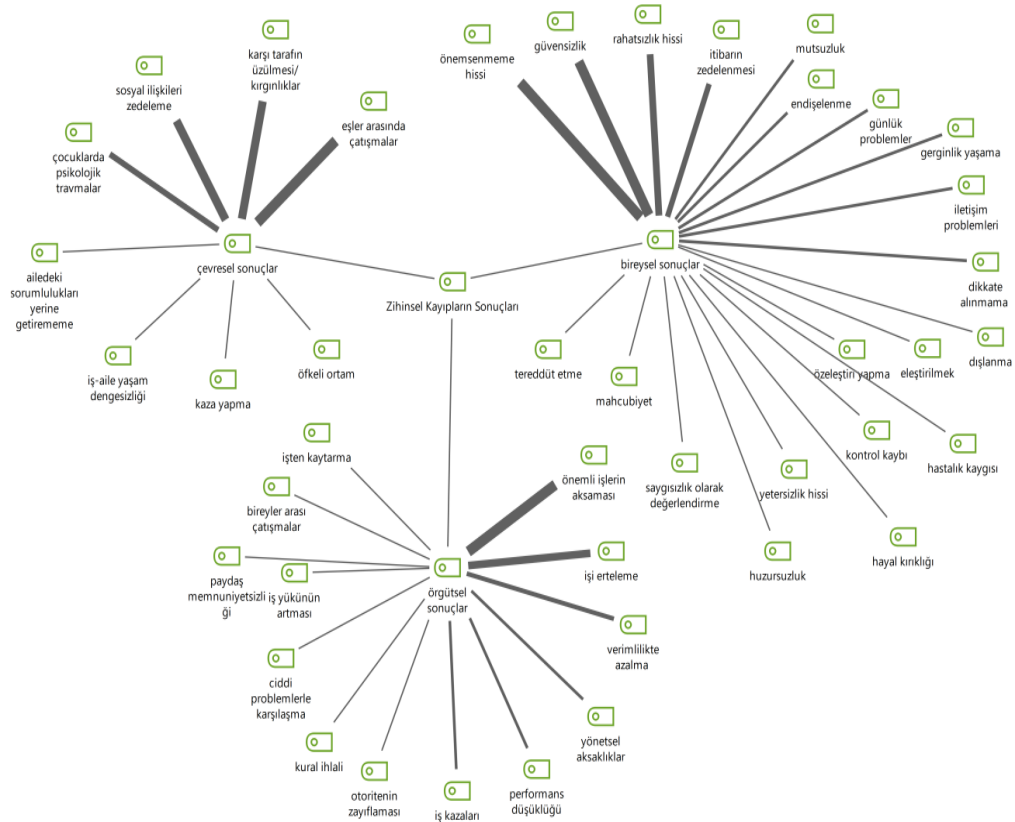 karşı tarafın
üzülmesi/
kırgınlıklar
sosyal ilişkileri
zedeleme
eşler arasında
çatışmalar
çocuklarda
psikolojik
travmalar
çevresel sonuçlar
ailedeki
sorumlulukları
yerine
getirememe
iş-aile yaşam
dengesizliği
kaza yapma
öfkeli ortam
Zihinsel Kayıpların Sonuçları
önemsenmeme
hissi
güvensizlik
rahatsızlık hissi
itibarın
zedelenmesi
mutsuzluk
endişelenme
günlük
problemler
gerginlik yaşama
iletişim
problemleri
bireysel sonuçlar
dikkate
alınmama
dışlanma
eleştirilmek
özeleştiri yapma
tereddüt etme
mahcubiyet
kontrol kaybı
hastalık kaygısı
saygısızlık olarak
değerlendirme
yetersizlik hissi
huzursuzluk
hayal kırıklığı
işten kaytarma
bireyler arası
çatışmalar
önemli işlerin
aksaması
paydaş
memnuniyetsizli
ği
iş yükünün
artması
örgütsel
sonuçlar
işi erteleme
verimlilikte
azalma
ciddi
problemlerle
karşılaşma
yönetsel
aksaklıklar
kural ihlali
otoritenin
zayıflaması
iş kazaları
performans
düşüklüğü